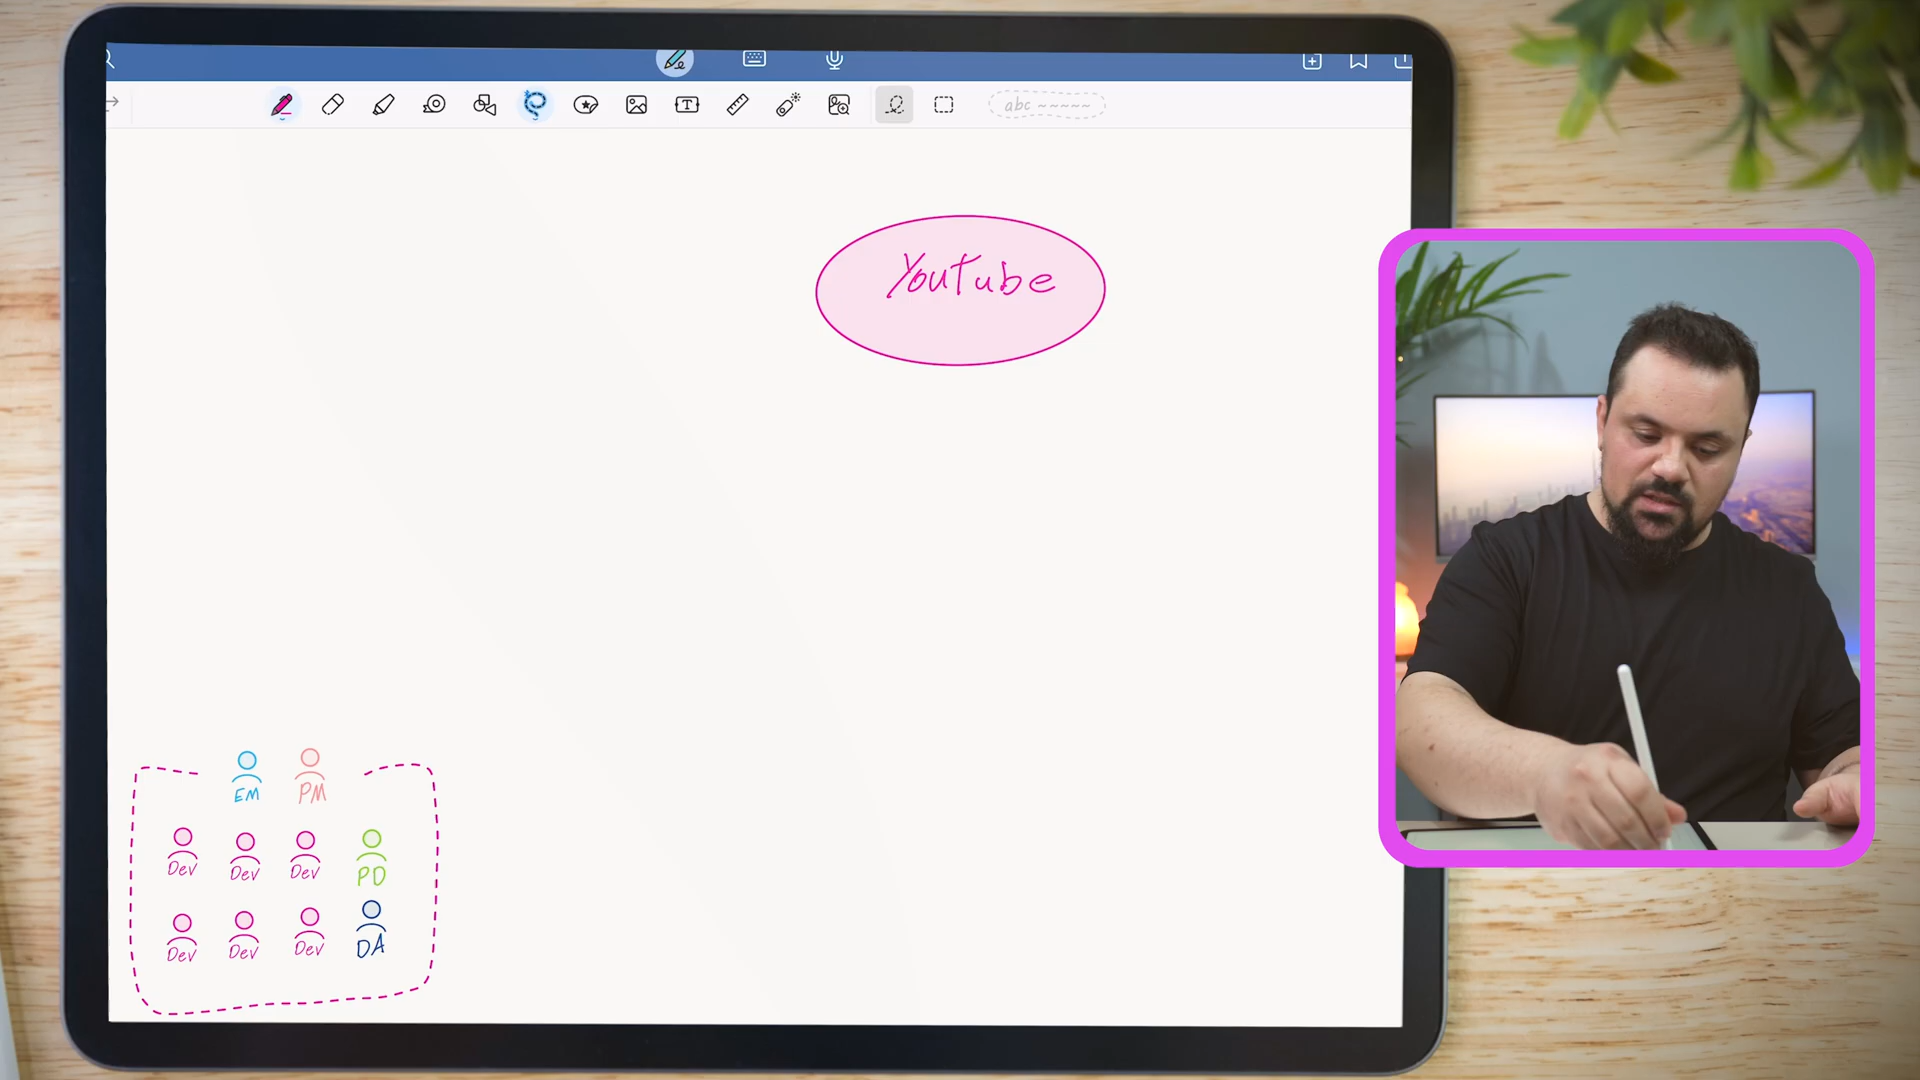 abc ~~~~~
YouTube
EM PM
Dev Dev Dev PD
Dev Dev Dev DA